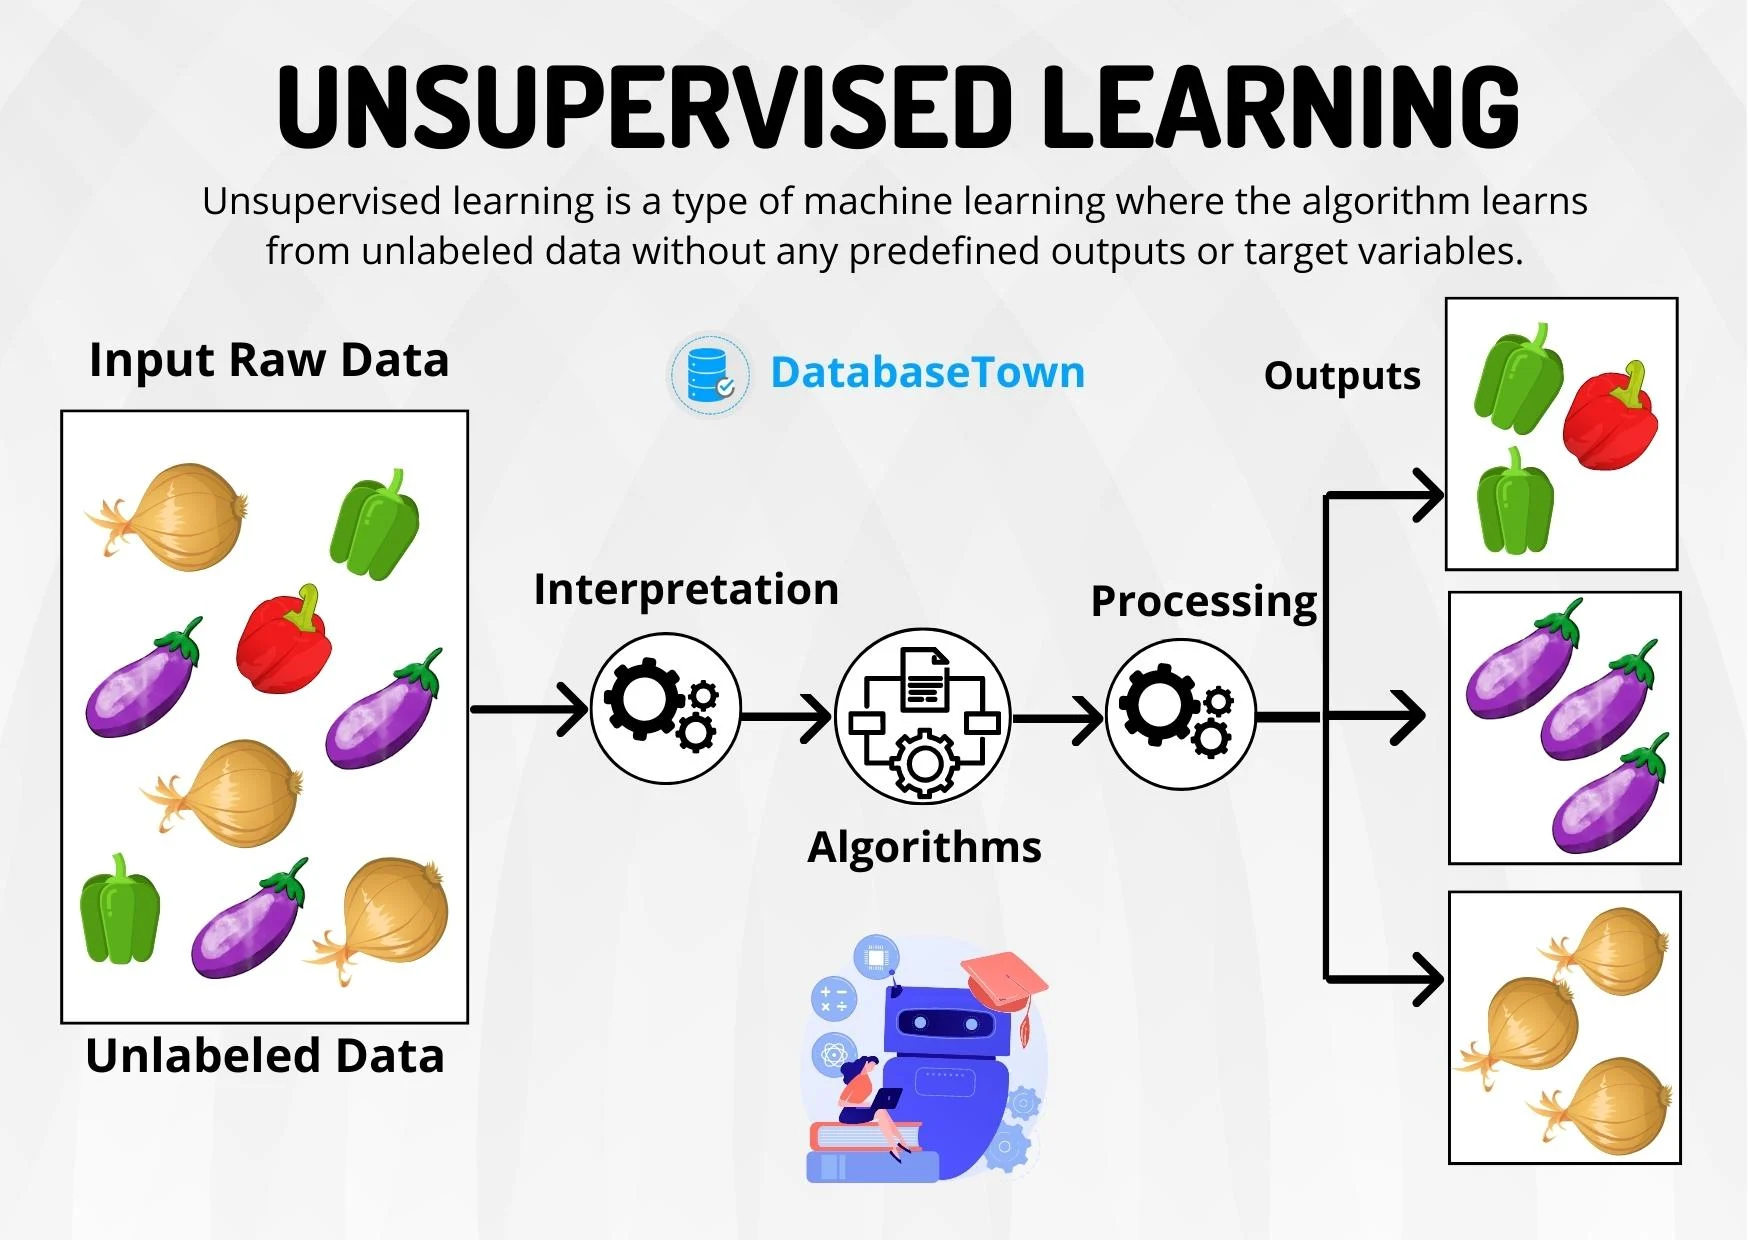 UNSUPERVISED LEARNING
Unsupervised learning is a type of machine learning where the algorithm learns
from unlabeled data without any predefined outputs or target variables.
Input Raw Data
DatabaseTown
Outputs
Interpretation
Processing
Algorithms
Unlabeled Data